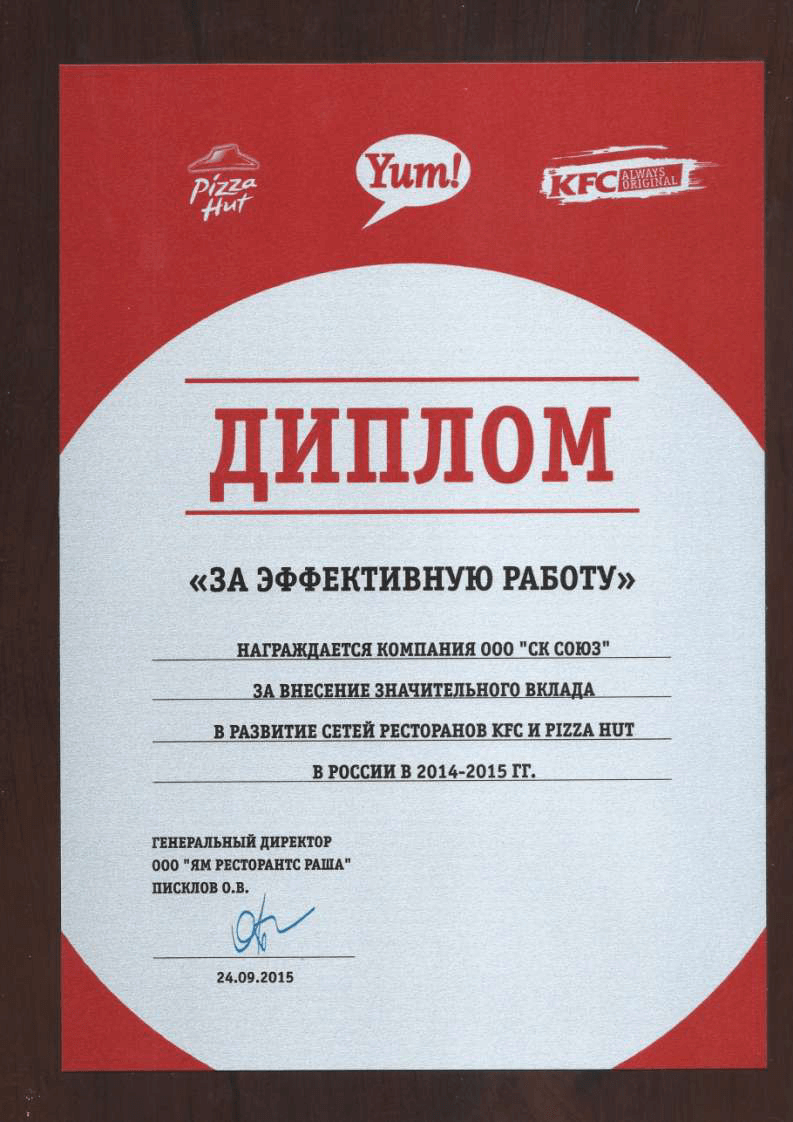 Pizza
Hut
Yum!
KFC ALWAYS
ORIGINAL
ДИПЛОМ
«ЗА ЭФФЕКТИВНУЮ РАБОТУ»
НАГРАЖДАЕТСЯ КОМПАНИЯ ООО "СК СОЮЗ"
ЗА ВНЕСЕНИЕ ЗНАЧИТЕЛЬНОГО ВКЛАДА
В РАЗВИТИЕ СЕТЕЙ РЕСТОРАНОВ KFC И PIZZA HUT
В РОССИИ В 2014-2015 ГГ.
ГЕНЕРАЛЬНЫЙ ДИРЕКТОР
ООО "ЯМ РЕСТОРАНТС РАША"
ПИСКЛОВ О.В.
24.09.2015